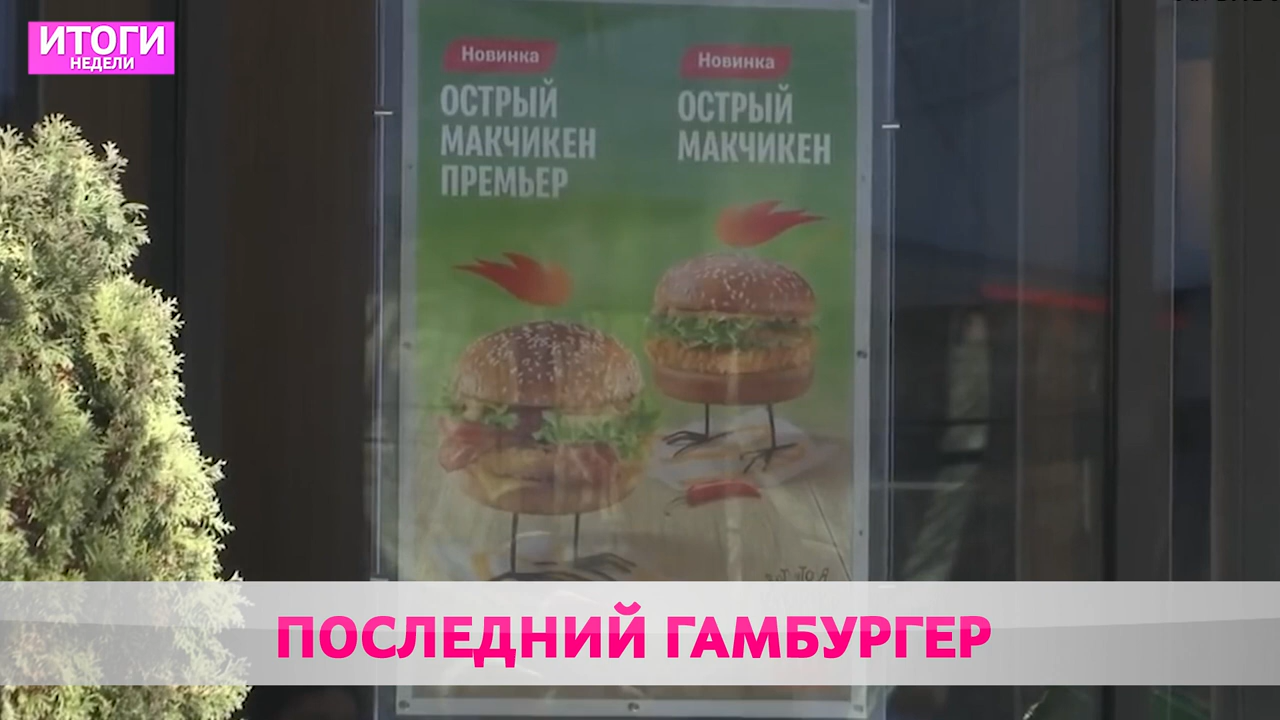 ИТОГИ
НЕДЕЛИ
Новинка
ОСТРЫЙ
МАКЧИКЕН
ПРЕМЬЕР
Новинка
ОСТРЫЙ
МАКЧИКЕН
ПОСЛЕДНИЙ ГАМБУРГЕР